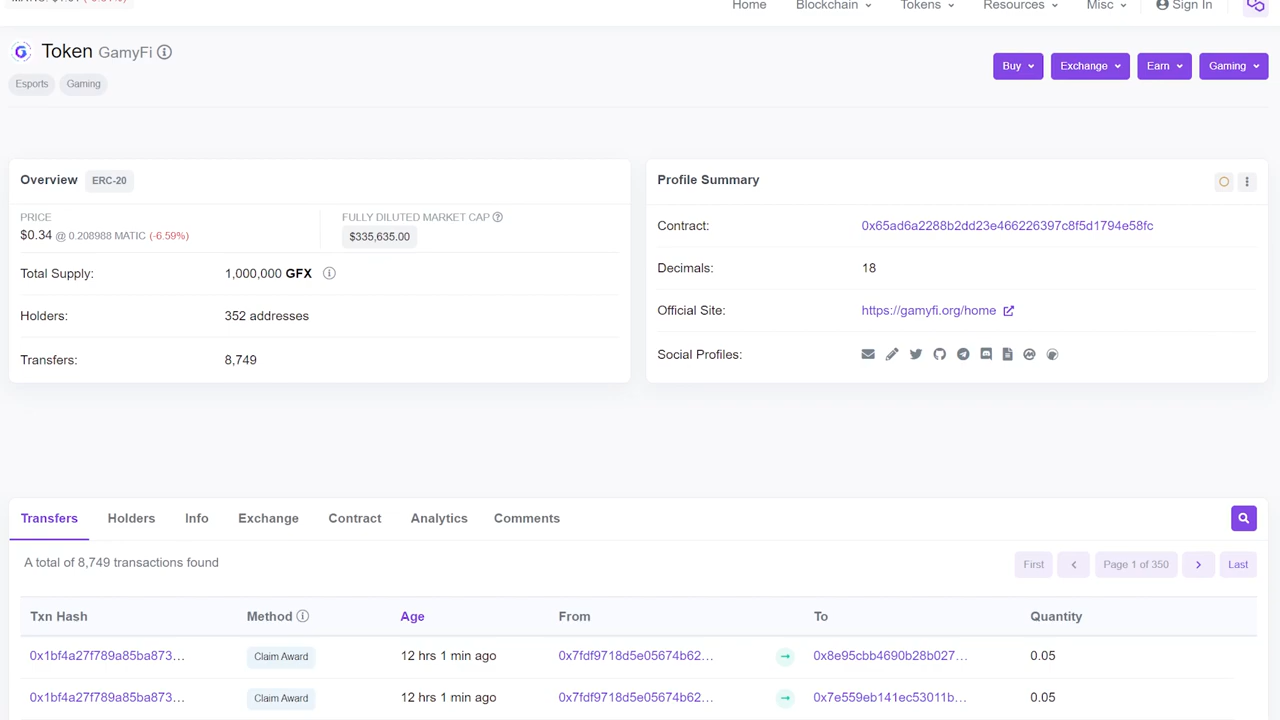 Home Blockchain Tokens Resources Misc Sign In
Token GamyFi
Esports Gaming
Buy Exchange Earn Gaming
Overview ERC-20
PRICE
$0.34 @ 0.208988 MATIC (-6.59%)
FULLY DILUTED MARKET CAP
$335,635.00
Total Supply: 1,000,000 GFX
Holders: 352 addresses
Transfers: 8,749
Profile Summary
Contract: 0x65ad6a2288b2dd23e466226397c8f5d1794e58fc
Decimals: 18
Official Site: https://gamyfi.org/home
Social Profiles:
Transfers Holders Info Exchange Contract Analytics Comments
A total of 8,749 transactions found
First Page 1 of 350 Last
Txn Hash Method Age From To Quantity
0x1bf4a27f789a85ba873... Claim Award 12 hrs 1 min ago 0x7fdf9718d5e05674b62... 0x8e95cbb4690b28b027... 0.05
0x1bf4a27f789a85ba873... Claim Award 12 hrs 1 min ago 0x7fdf9718d5e05674b62... 0x7e559eb141ec53011b... 0.05